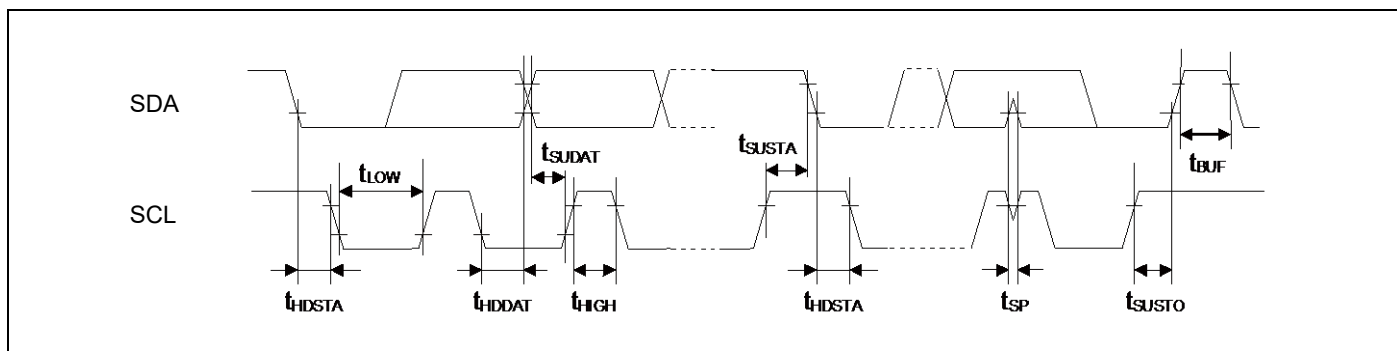 SDA
tSUDAT
tSUSTA
tBUF
tLOW
SCL
tHDSTA
tHDDAT
tHIGH
tHDSTA
tSP
tSUSTO